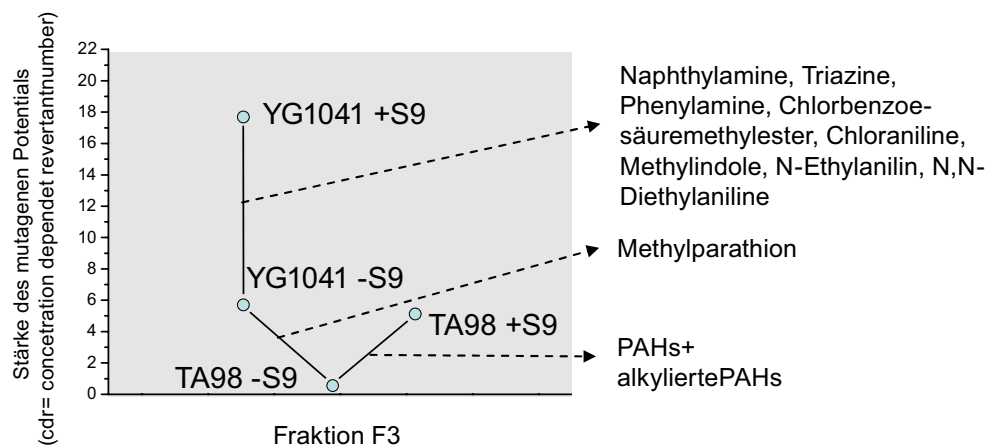 Stärke des mutagenen Potentials
(cdr= concetration dependet revertantnumber)
22
20
18
16
14
12
10
8
6
4
2
0
YG1041 +S9
YG1041 -S9
TA98 +S9
TA98 -S9
Fraktion F3
Naphthylamine, Triazine,
Phenylamine, Chlorbenzoe-
säuremethylester, Chloraniline,
Methylindole, N-Ethylanilin, N,N-
Diethylaniline
Methylparathion
PAHs+
alkyliertePAHs